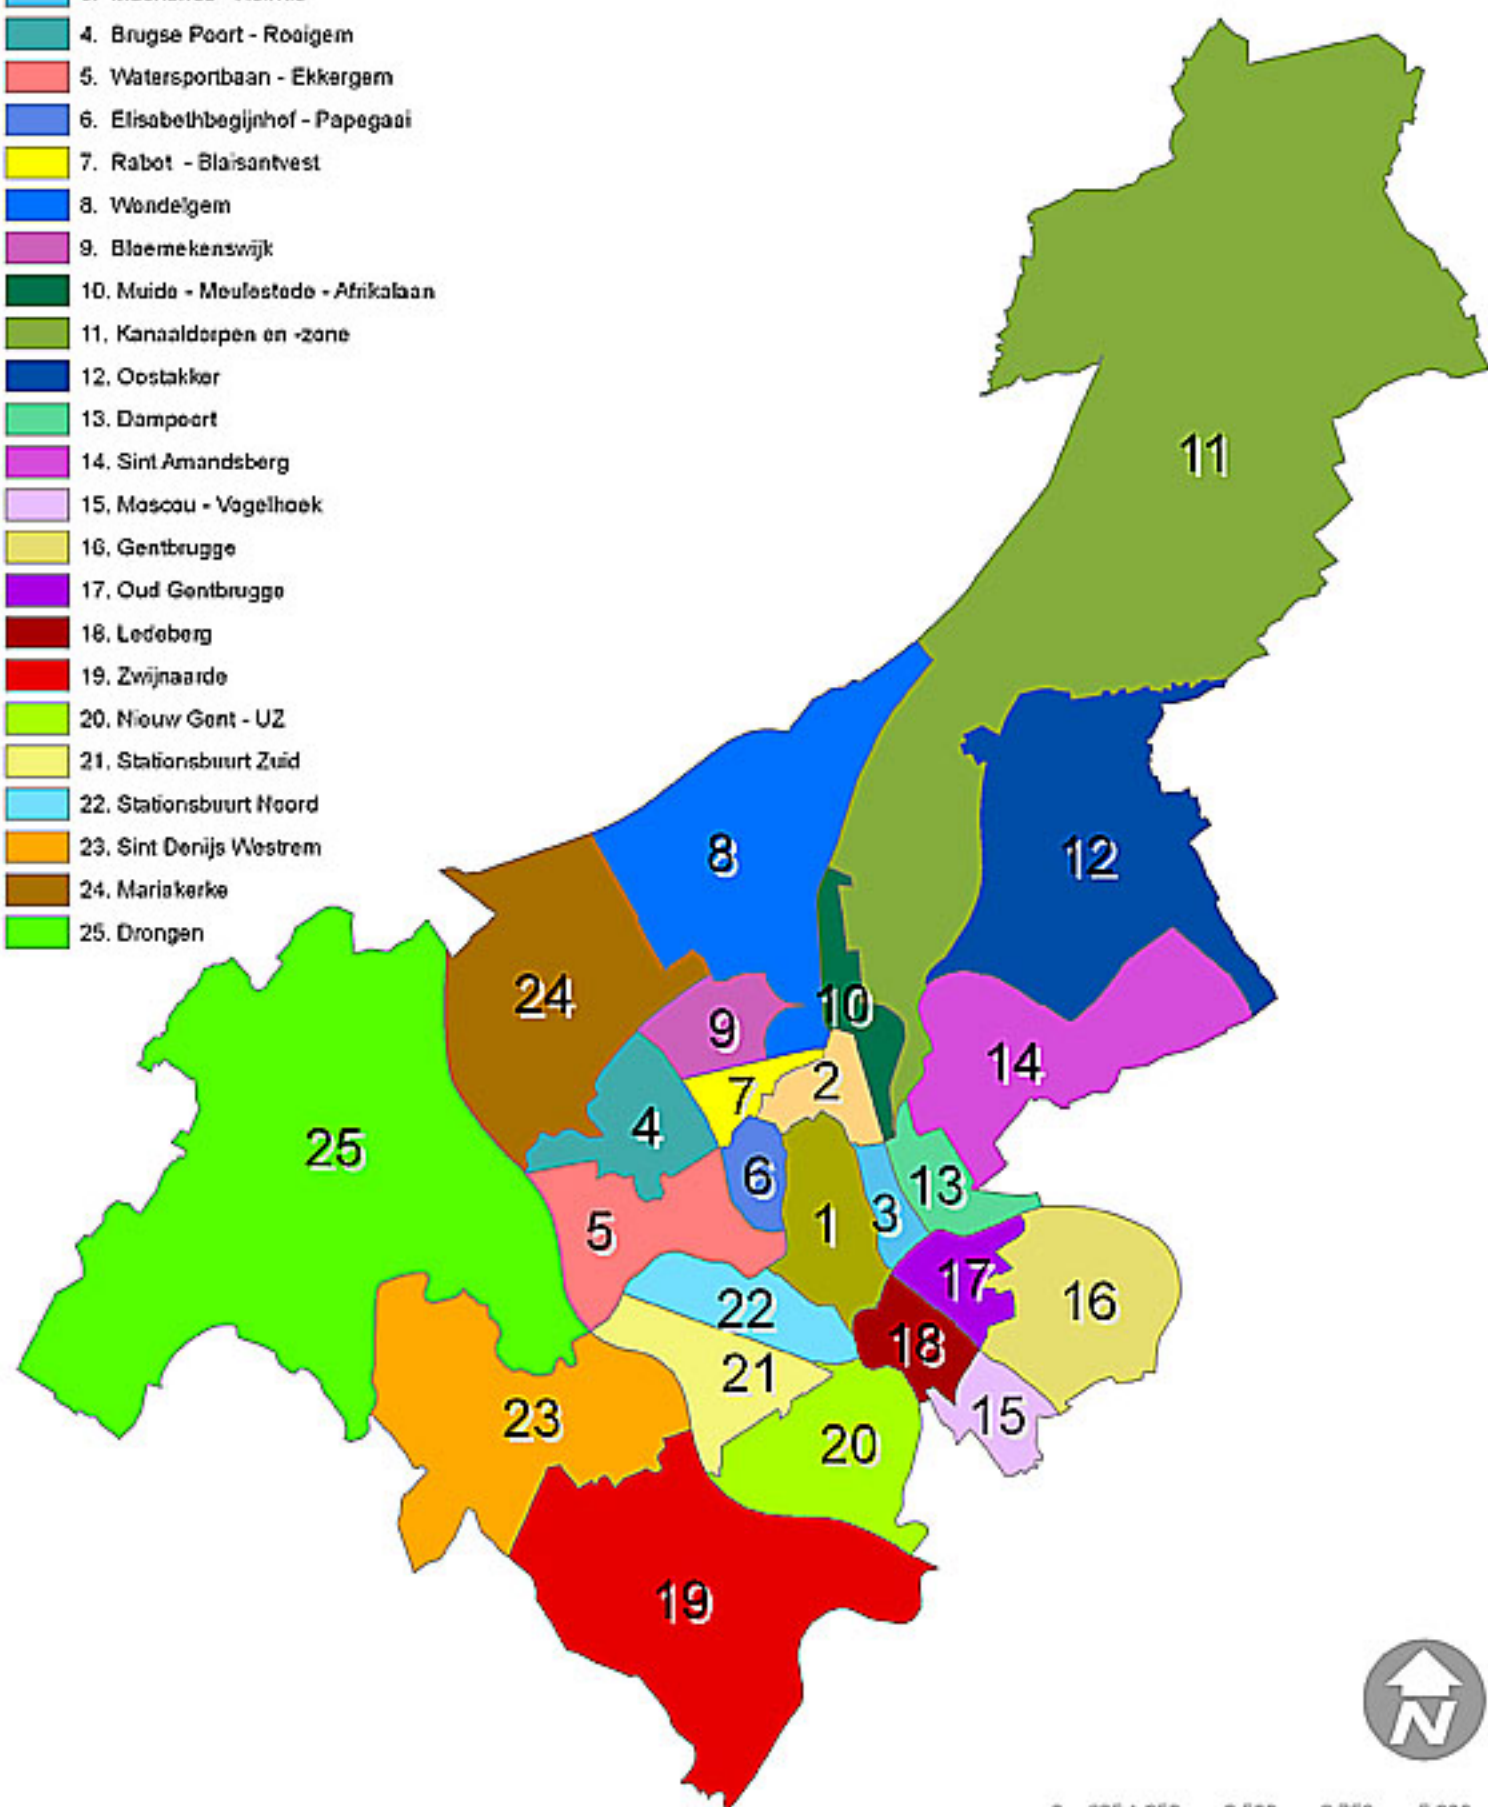 4. Brugse Poort - Rooigem
5. Watersportbaan - Ekkergem
6. Elisabethbegijnhof - Papegaai
7. Rabot - Blaisantvest
8. Wondelgem
9. Bloemekenswijk
10. Muide - Meulestede - Afrikalaan
11. Kanaaldorpen en -zone
12. Oostakker
13. Dampoort
14. Sint Amandsberg
15. Moscou - Vogelhoek
16. Gentbrugge
17. Oud Gentbrugge
18. Ledeberg
19. Zwijnaarde
20. Nieuw Gent - UZ
21. Stationsbuurt Zuid
22. Stationsbuurt Noord
23. Sint Denijs Westrem
24. Mariakerke
25. Drongen
11
8
12
24
10
9
14
2
7
4
25
6
13
3
1
5
17
16
22
18
21
15
23
20
19
N